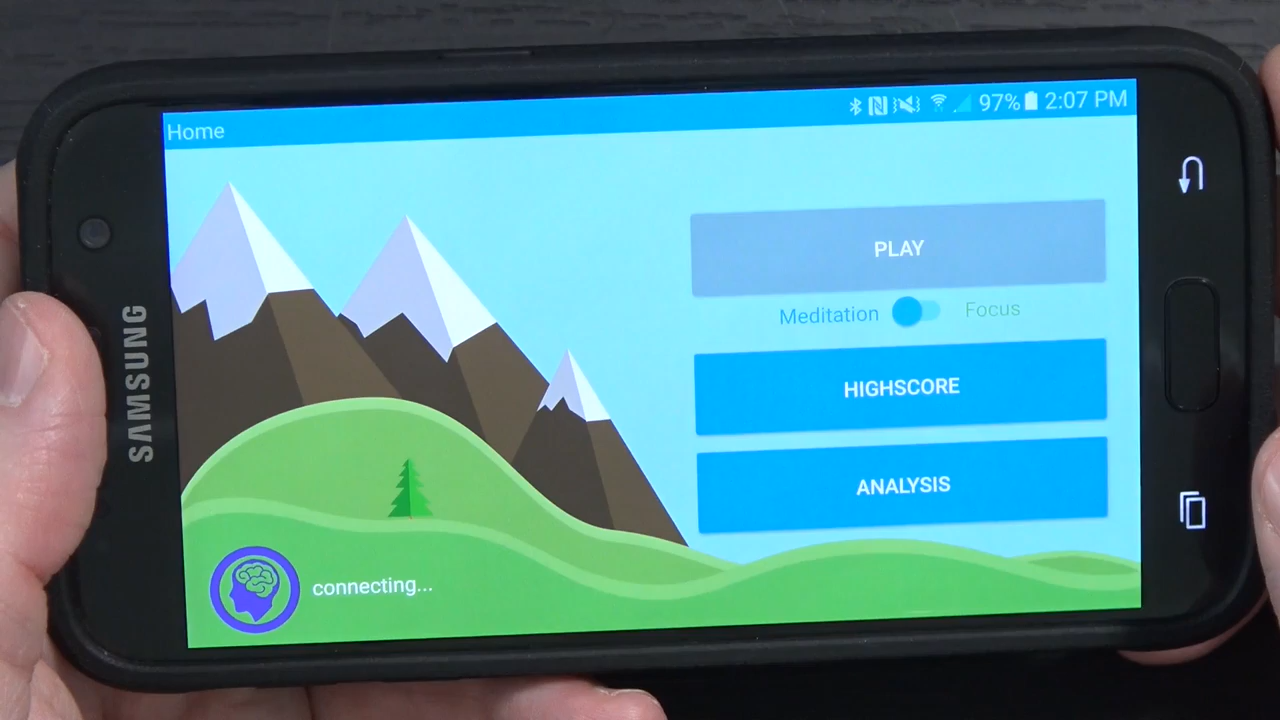 Home
97% 2:07 PM
PLAY
Meditation Focus
HIGHSCORE
ANALYSIS
connecting...
SAMSUNG